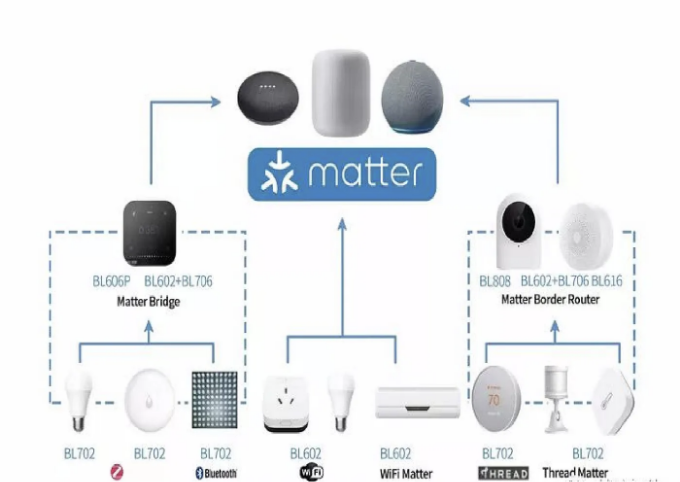 matter
BL606P BL602+BL706
Matter Bridge
BL808 BL602+BL706 BL616
Matter Border Router
70
BL702 BL702 BL702
BL602 BL602
BL702 BL702
Bluetooth
WiFi
WiFi Matter
THREAD
Thread Matter